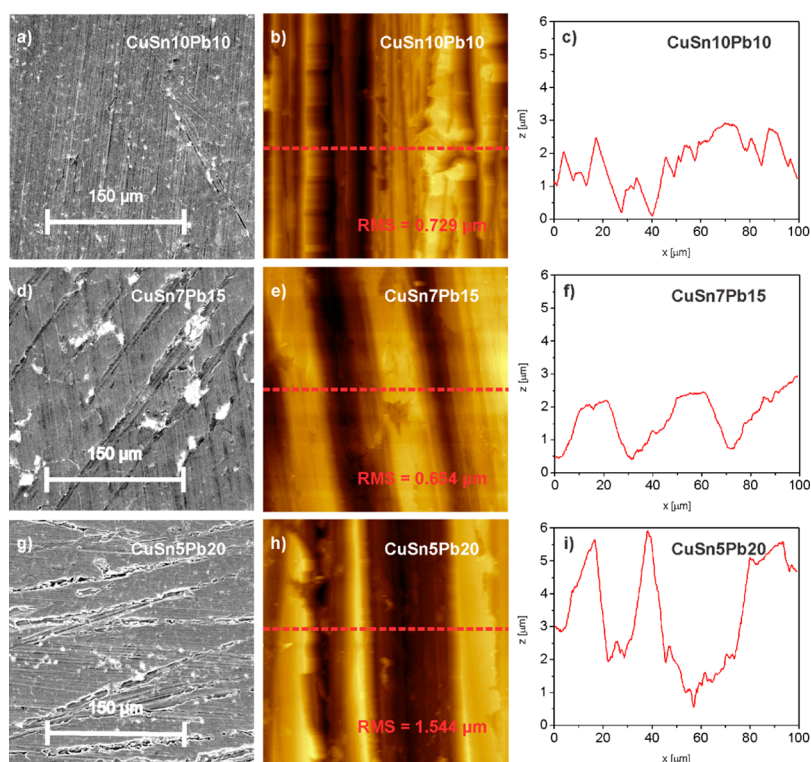 a) CuSn10Pb10
150 µm
b) CuSn10Pb10
RMS = 0.729 µm
c) CuSn10Pb10
z [µm]
6
5
4
3
2
1
0
0 20 40 60 80 100
x [µm]
d) CuSn7Pb15
150 µm
e) CuSn7Pb15
RMS = 0.654 µm
f) CuSn7Pb15
z [µm]
6
5
4
3
2
1
0
0 20 40 60 80 100
x [µm]
g) CuSn5Pb20
150 µm
h) CuSn5Pb20
RMS = 1.544 µm
i) CuSn5Pb20
z [µm]
6
5
4
3
2
1
0
0 20 40 60 80 100
x [µm]